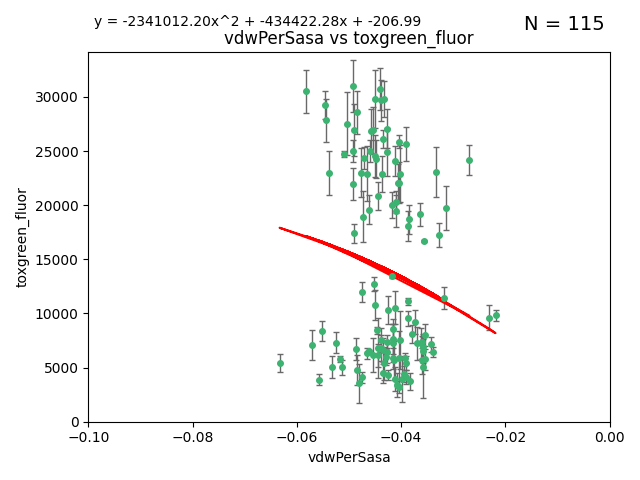 y = -2341012.20x^2 + -434422.28x + -206.99
N = 115
vdwPerSasa vs toxgreen_fluor
toxgreen_fluor
30000
25000
20000
15000
10000
5000
0
−0.10
−0.08
−0.06
−0.04
−0.02
0.00
vdwPerSasa